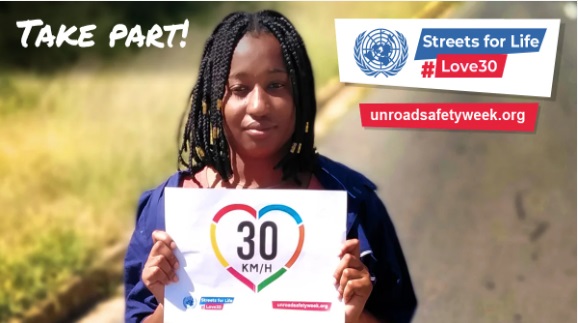 TAKE PART!
Streets for Life
#Love30
unroadsafetyweek.org
30
KM/H
Streets for Life
#Love30
unroadsafetyweek.org